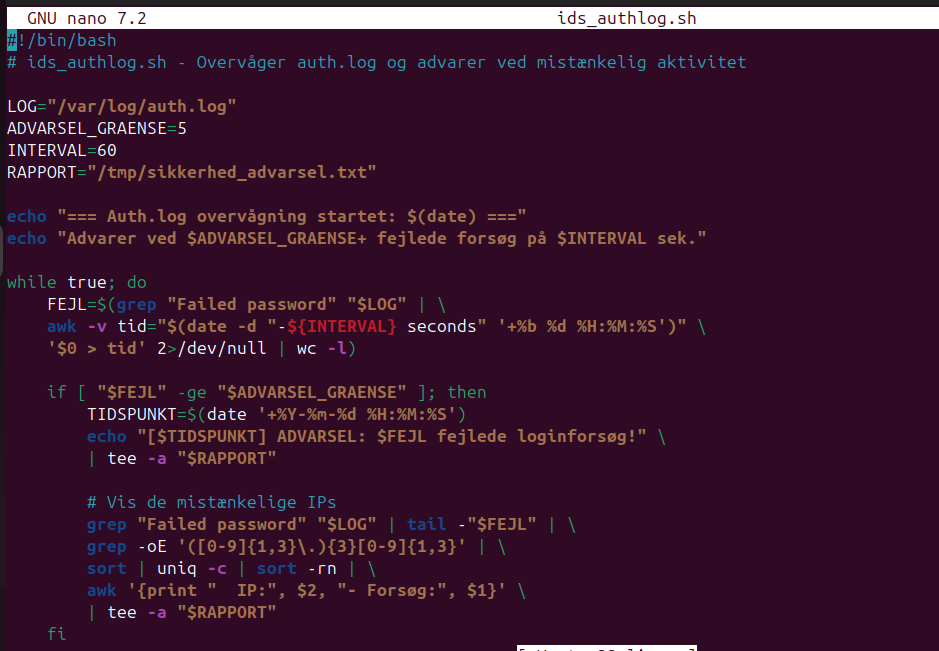 GNU nano 7.2 ids_authlog.sh
#!/bin/bash
# ids_authlog.sh - Overvåger auth.log og advarer ved mistænkelig aktivitet
LOG="/var/log/auth.log"
ADVARSEL_GRAENSE=5
INTERVAL=60
RAPPORT="/tmp/sikkerhed_advarsel.txt"
echo "=== Auth.log overvågning startet: $(date) ==="
echo "Advarer ved $ADVARSEL_GRAENSE+ fejlede forsøg på $INTERVAL sek."
while true; do
    FEJL=$(grep "Failed password" "$LOG" | \
    awk -v tid="$(date -d "-${INTERVAL} seconds" '+%b %d %H:%M:%S')" \
    '$0 > tid' 2>/dev/null | wc -l)
    if [ "$FEJL" -ge "$ADVARSEL_GRAENSE" ]; then
        TIDSPUNKT=$(date '+%Y-%m-%d %H:%M:%S')
        echo "[$TIDSPUNKT] ADVARSEL: $FEJL fejlede loginforsøg!" \
        | tee -a "$RAPPORT"
        # Vis de mistænkelige IPs
        grep "Failed password" "$LOG" | tail -"$FEJL" | \
        grep -oE '([0-9]{1,3}\.){3}[0-9]{1,3}' | \
        sort | uniq -c | sort -rn | \
        awk '{print "  IP:", $2, "- Forsøg:", $1}' \
        | tee -a "$RAPPORT"
    fi